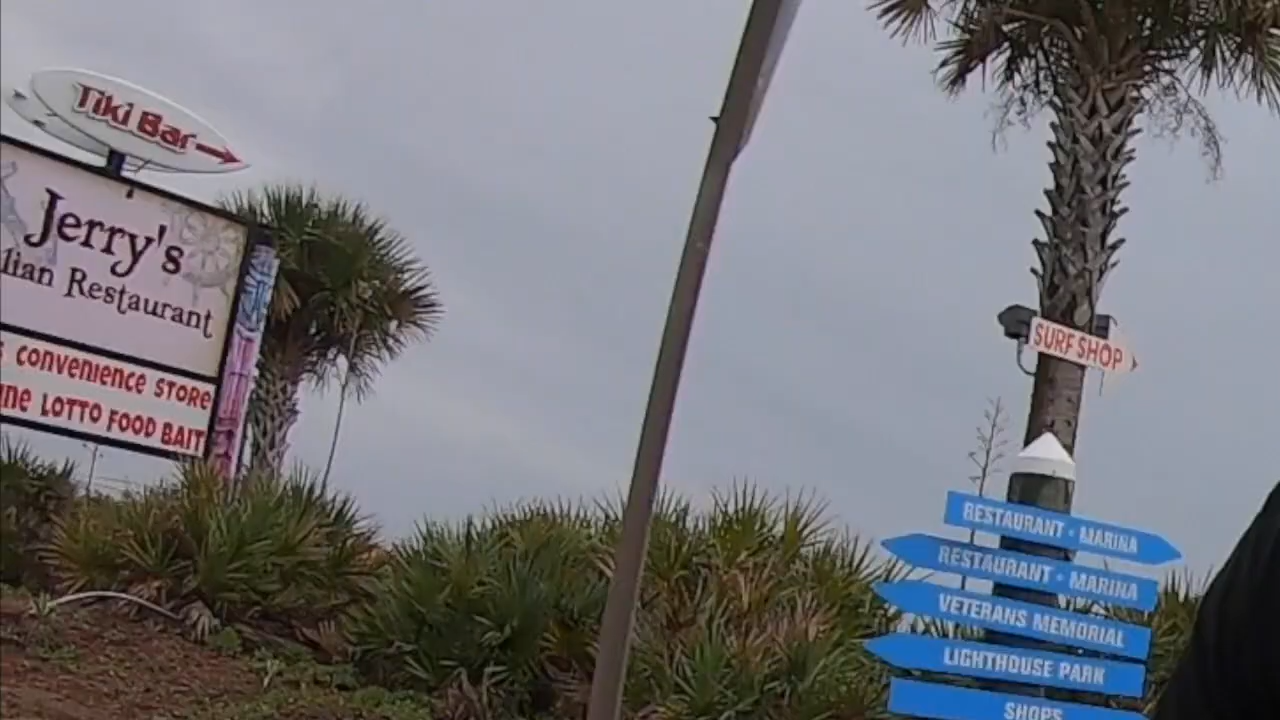 Tiki Bar
Jerry's
lian Restaurant
CONVENIENCE STORE
LOTTO FOOD BAIT
SURF SHOP
RESTAURANT • MARINA
RESTAURANT • MARINA
VETERANS MEMORIAL
LIGHTHOUSE PARK
SHOPS